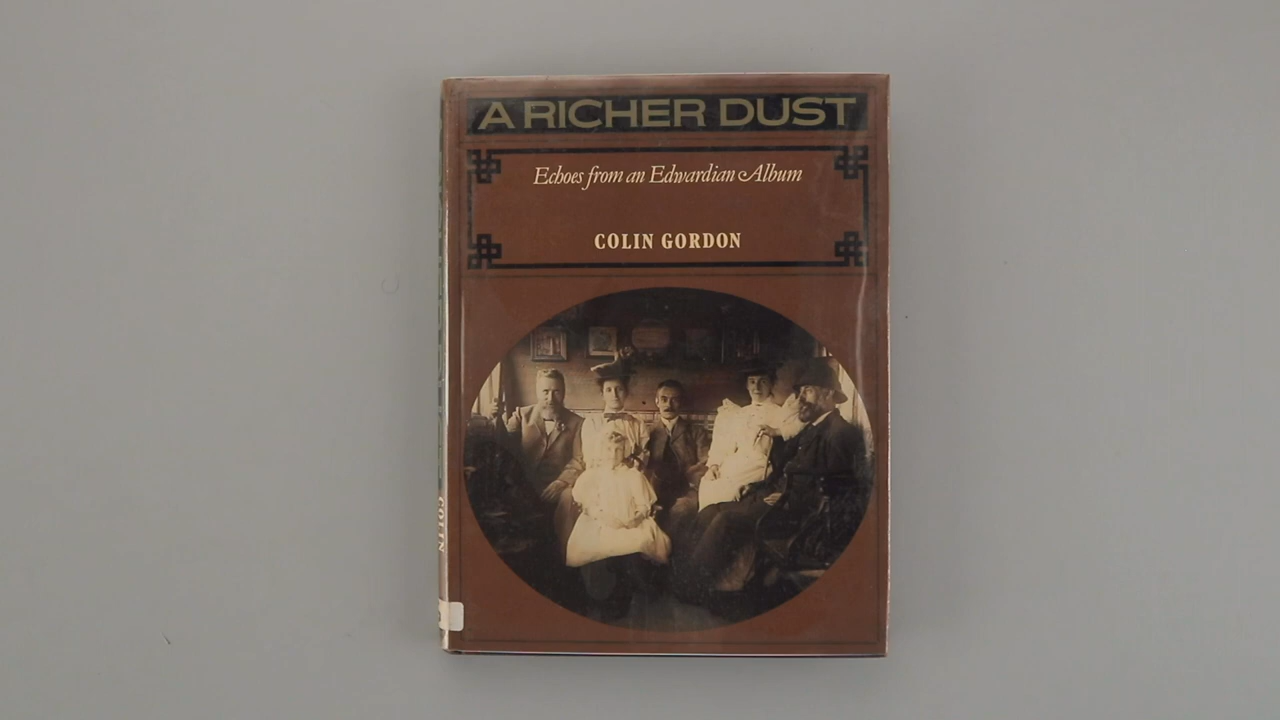 A RICHER DUST
Echoes from an Edwardian Album
COLIN GORDON
COLIN